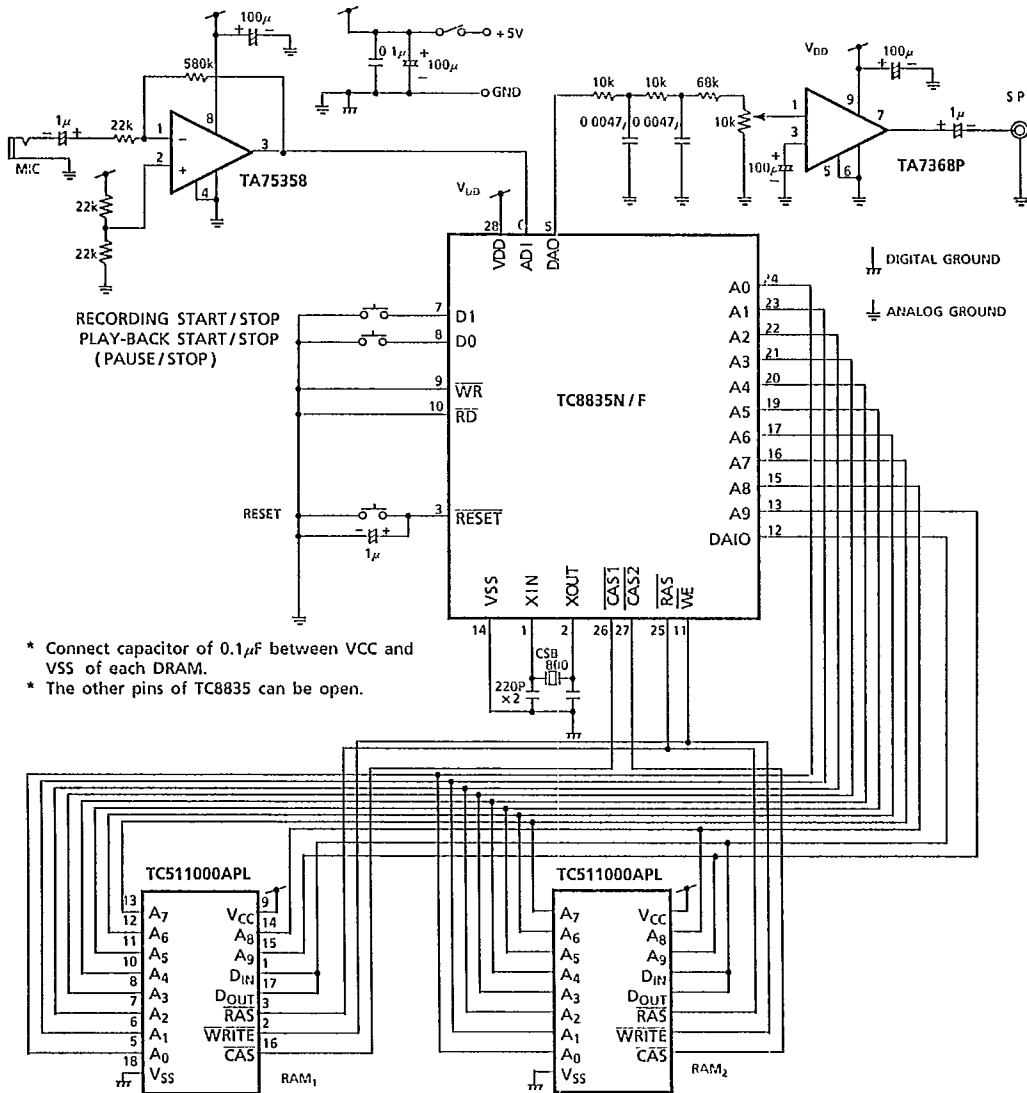 100μ
+ −
580k
1μ
− +
22k
1
2
8
3
4
−
+
MIC
TA75358
22k
22k
0 1μ
+
100μ
−
+5V
GND
10k
10k
68k
0 0047μ
0 0047μ
10k
V_DD
100μ
+ −
1
3
9
7
5
6
100μ
+
−
TA7368P
1μ
+ −
SP
28
5
VDD
ADI
DAO
DIGITAL GROUND
ANALOG GROUND
RECORDING START/STOP
PLAY-BACK START/STOP
(PAUSE/STOP)
7 D1
8 D0
9 WR
10 RD
RESET
3 RESET
− +
1μ
TC8835N/F
A0 24
A1 23
A2 22
A3 21
A4 20
A5 19
A6 17
A7 16
A8 15
A9 13
DAIO 12
VSS
XIN
XOUT
CAS1
CAS2
RAS
WE
14
1
2
26
27
25
11
CSB
800
220P
×2
* Connect capacitor of 0.1μF between VCC and
VSS of each DRAM.
* The other pins of TC8835 can be open.
TC511000APL
13 A7
12 A6
11 A5
10 A4
8 A3
7 A2
6 A1
5 A0
18 VSS
VCC 9
A8 14
A9 15
DIN 1
DOUT 17
RAS 3
WRITE 2
CAS 16
RAM1
TC511000APL
A7
A6
A5
A4
A3
A2
A1
A0
VSS
VCC
A8
A9
DIN
DOUT
RAS
WRITE
CAS
RAM2